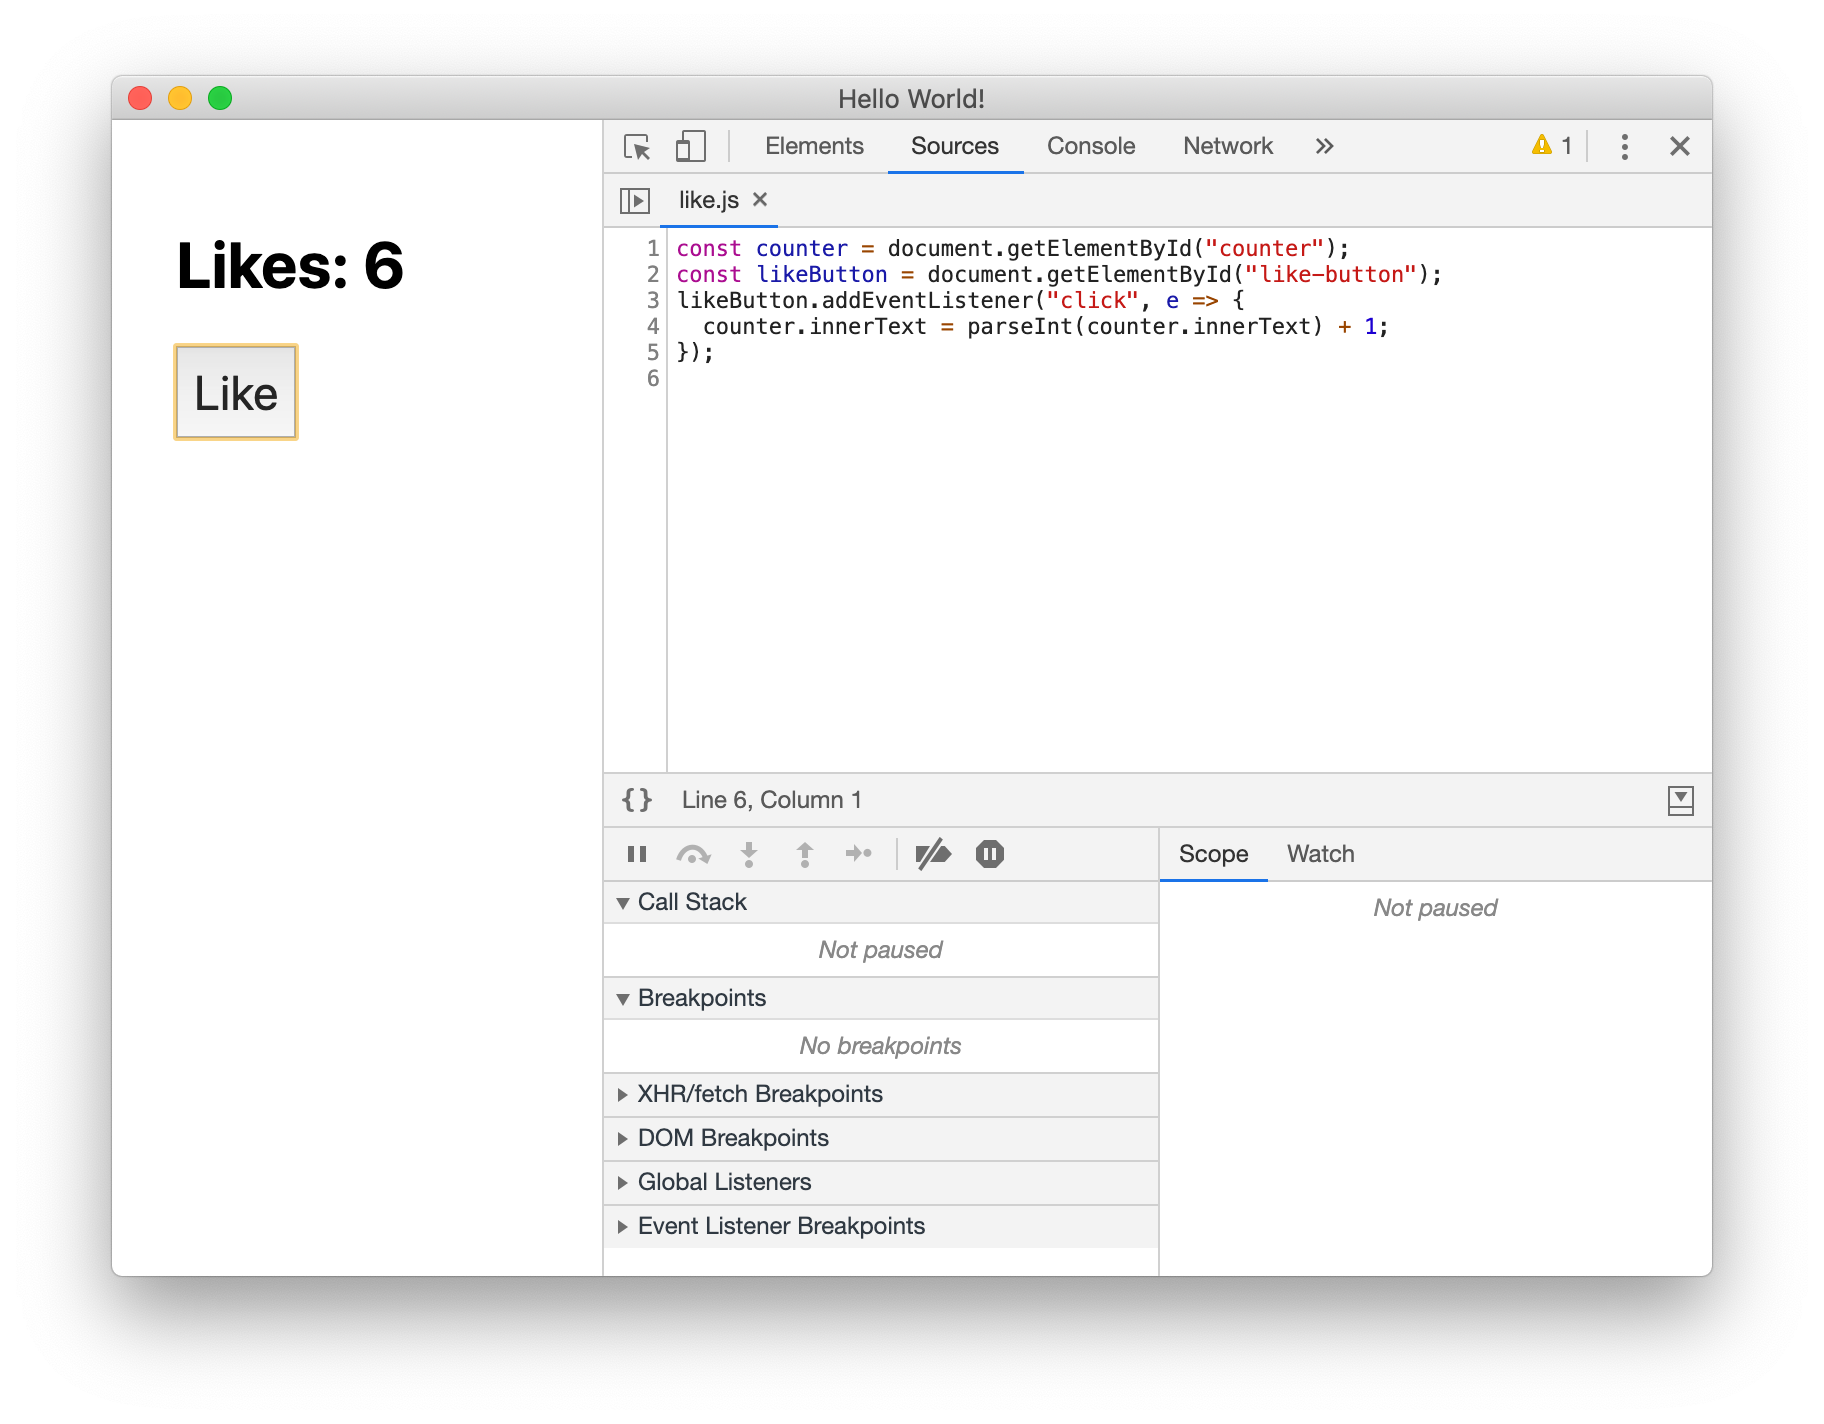 Hello World!
Likes: 6
Like
Elements Sources Console Network 1
like.js
1 const counter = document.getElementById("counter");
2 const likeButton = document.getElementById("like-button");
3 likeButton.addEventListener("click", e => {
4   counter.innerText = parseInt(counter.innerText) + 1;
5 });
6
{} Line 6, Column 1
Scope Watch
Call Stack
Not paused
Not paused
Breakpoints
No breakpoints
XHR/fetch Breakpoints
DOM Breakpoints
Global Listeners
Event Listener Breakpoints